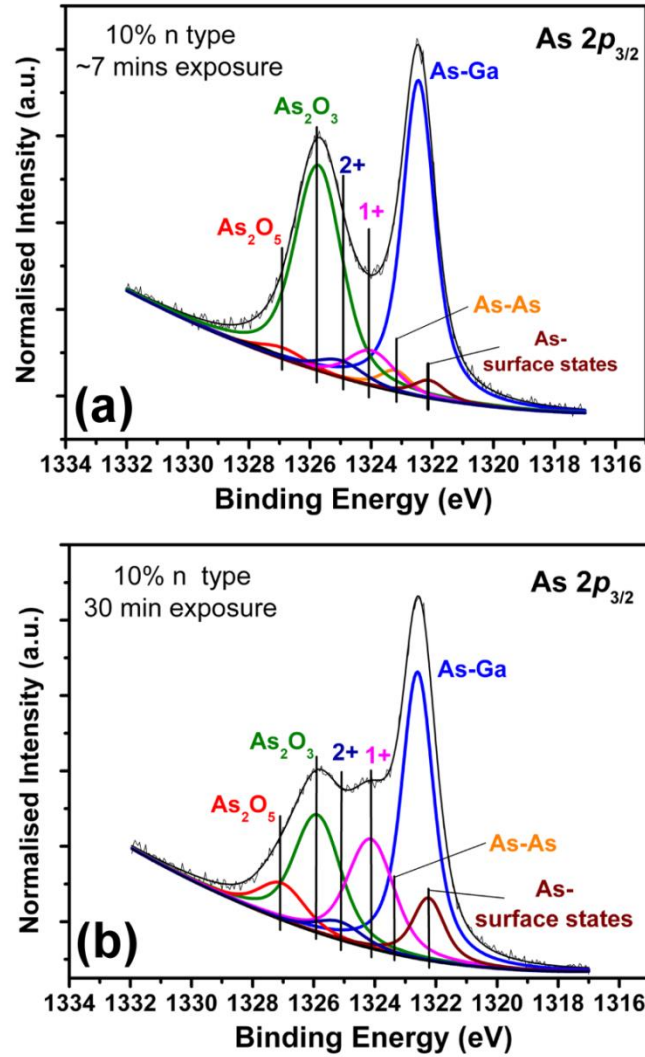 10% n type
~7 mins exposure
As 2p3/2
As-Ga
As2O3
2+
1+
As2O5
As-As
As-
surface states
(a)
Normalised Intensity (a.u.)
1334 1332 1330 1328 1326 1324 1322 1320 1318 1316
Binding Energy (eV)
10% n type
30 min exposure
As 2p3/2
As-Ga
As2O3
2+
1+
As2O5
As-As
As-
surface states
(b)
Normalised Intensity (a.u.)
1334 1332 1330 1328 1326 1324 1322 1320 1318 1316
Binding Energy (eV)